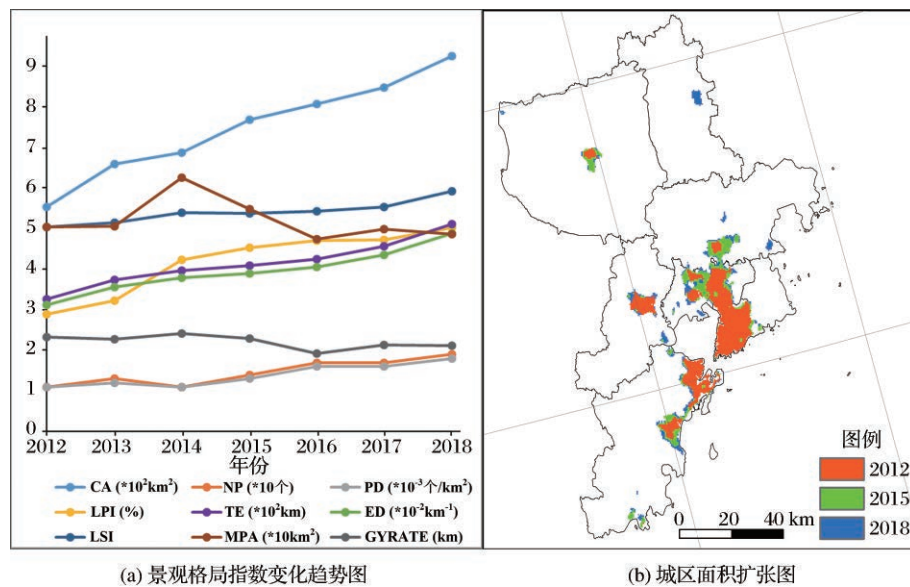 (a)
9
8
7
6
5
4
3
2
1
0
2012 2013 2014 2015 2016 2017 2018
年份
CA (*10²km²) NP (*10个) PD (*10⁻³个/km²)
LPI (%) TE (*10²km) ED (*10⁻²km⁻¹)
LSI MPA (*10km²) GYRATE (km)
(a) 景观格局指数变化趋势图
(b)
图例
2012
2015
2018
0 20 40 km
(b) 城区面积扩张图